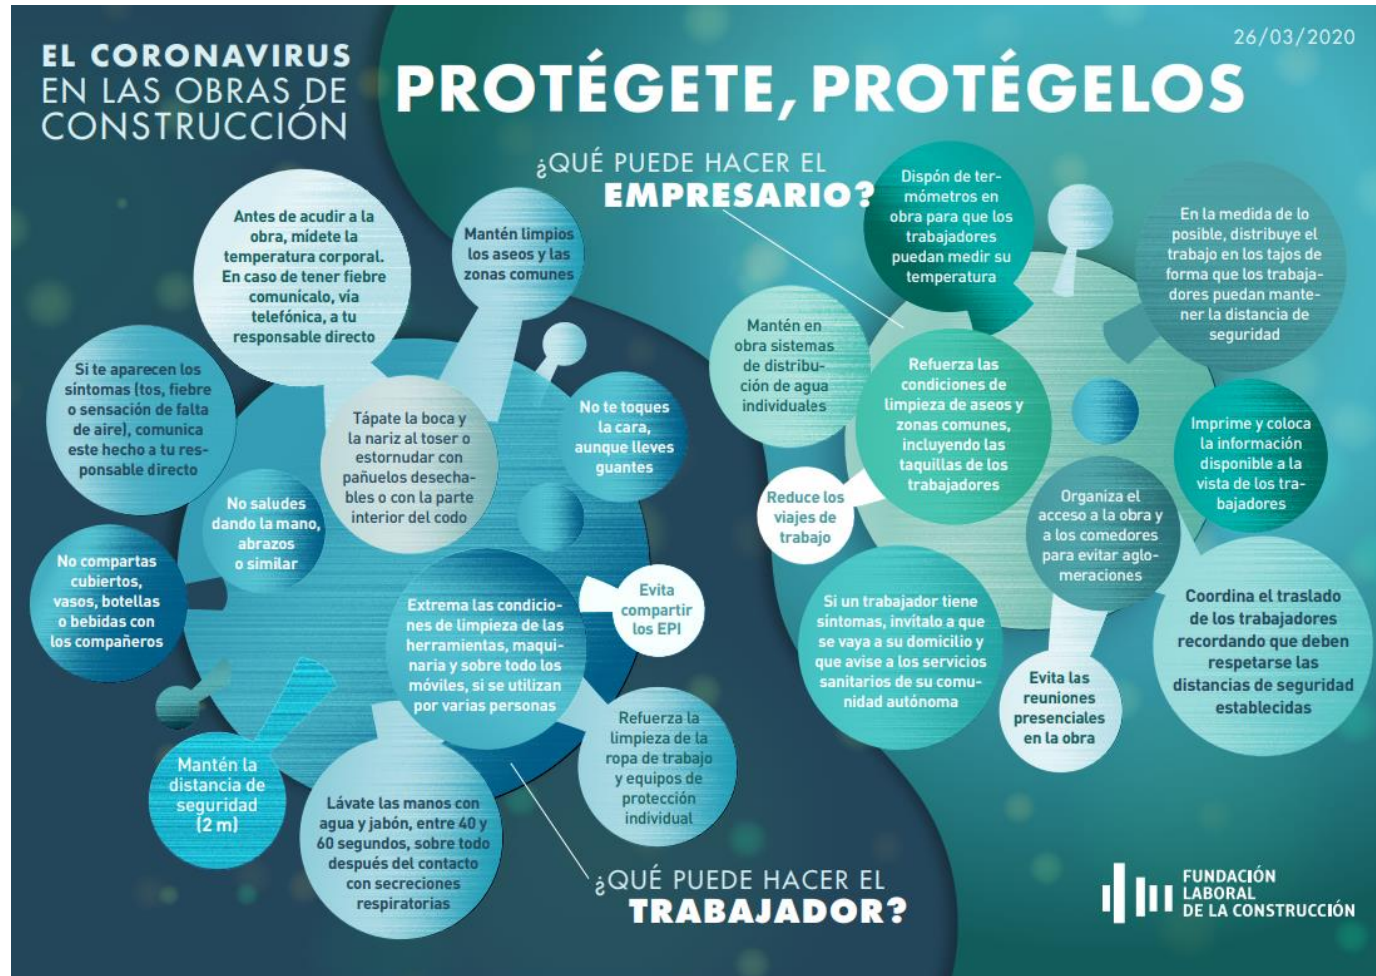 26/03/2020
EL CORONAVIRUS
EN LAS OBRAS DE
CONSTRUCCIÓN
PROTÉGETE, PROTÉGELOS
¿QUÉ PUEDE HACER EL
EMPRESARIO?
Antes de acudir a la
obra, mídete la
temperatura corporal.
En caso de tener fiebre
comunícalo, vía
telefónica, a tu
responsable directo
Mantén limpios
los aseos y las
zonas comunes
Si te aparecen los
síntomas (tos, fiebre
o sensación de falta
de aire), comunica
este hecho a tu res-
ponsable directo
Tápate la boca y
la nariz al toser o
estornudar con
pañuelos desecha-
bles o con la parte
interior del codo
No te toques
la cara,
aunque lleves
guantes
No saludes
dando la mano,
abrazos
o similar
No compartas
cubiertos,
vasos, botellas
o bebidas con
los compañeros
Extrema las condicio-
nes de limpieza de las
herramientas, maqui-
naria y sobre todo los
móviles, si se utilizan
por varias personas
Evita
compartir
los EPI
Refuerza la
limpieza de la
ropa de trabajo
y equipos de
protección
individual
Mantén la
distancia de
seguridad
(2 m)
Lávate las manos con
agua y jabón, entre 40 y
60 segundos, sobre todo
después del contacto
con secreciones
respiratorias
¿QUÉ PUEDE HACER EL
TRABAJADOR?
Dispón de ter-
mómetros en
obra para que los
trabajadores
puedan medir su
temperatura
En la medida de lo
posible, distribuye el
trabajo en los tajos de
forma que los trabaja-
dores puedan mante-
ner la distancia de
seguridad
Mantén en
obra sistemas
de distribu-
ción de agua
individuales
Refuerza las
condiciones de
limpieza de aseos y
zonas comunes,
incluyendo las
taquillas de los
trabajadores
Imprime y coloca
la información
disponible a la
vista de los tra-
bajadores
Reduce los
viajes de
trabajo
Organiza el
acceso a la obra y
a los comedores
para evitar aglo-
meraciones
Si un trabajador tiene
síntomas, invítalo a que
se vaya a su domicilio y
que avise a los servicios
sanitarios de su comu-
nidad autónoma
Evita las
reuniones
presenciales
en la obra
Coordina el traslado
de los trabajadores
recordando que deben
respetarse las
distancias de seguridad
establecidas
FUNDACIÓN
LABORAL
DE LA CONSTRUCCIÓN